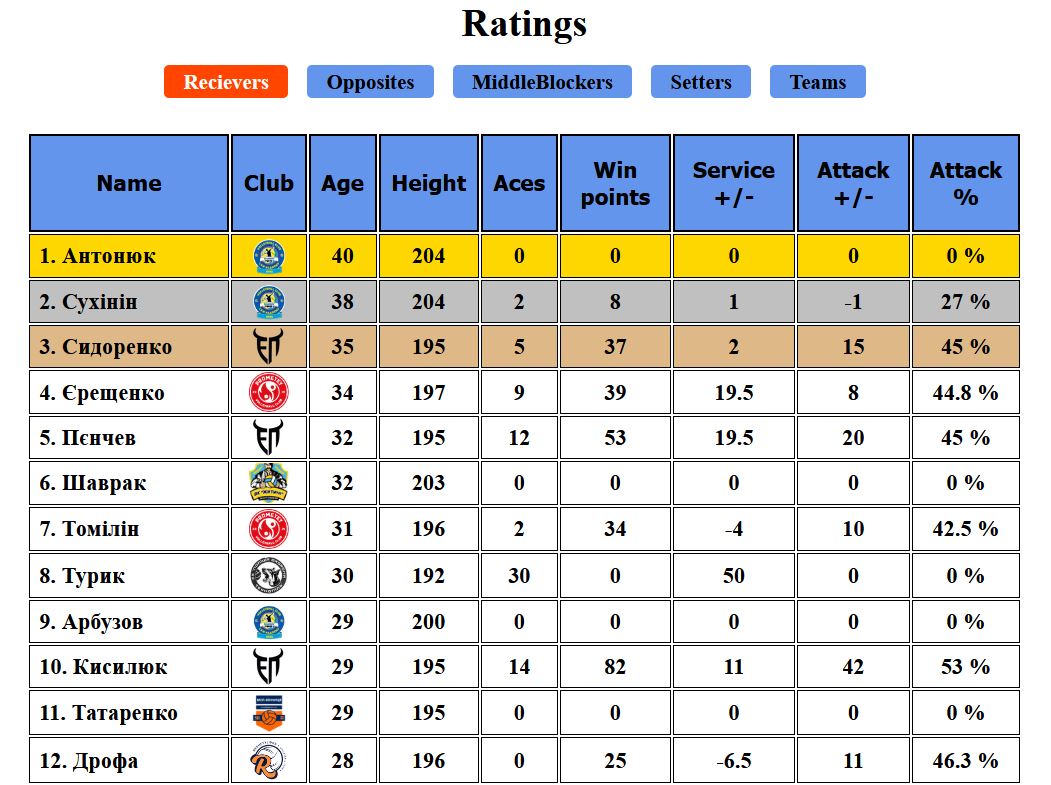 Ratings
Recievers Opposites MiddleBlockers Setters Teams
Name Club Age Height Aces Win points Service +/- Attack +/- Attack %
1. Антонюк 40 204 0 0 0 0 0 %
2. Сухінін 38 204 2 8 1 -1 27 %
3. Сидоренко ЕП 35 195 5 37 2 15 45 %
4. Єрещенко 34 197 9 39 19.5 8 44.8 %
5. Пєнчев ЕП 32 195 12 53 19.5 20 45 %
6. Шаврак 32 203 0 0 0 0 0 %
7. Томілін 31 196 2 34 -4 10 42.5 %
8. Турик 30 192 30 0 50 0 0 %
9. Арбузов 29 200 0 0 0 0 0 %
10. Кисилюк ЕП 29 195 14 82 11 42 53 %
11. Татаренко 29 195 0 0 0 0 0 %
12. Дрофа 28 196 0 25 -6.5 11 46.3 %